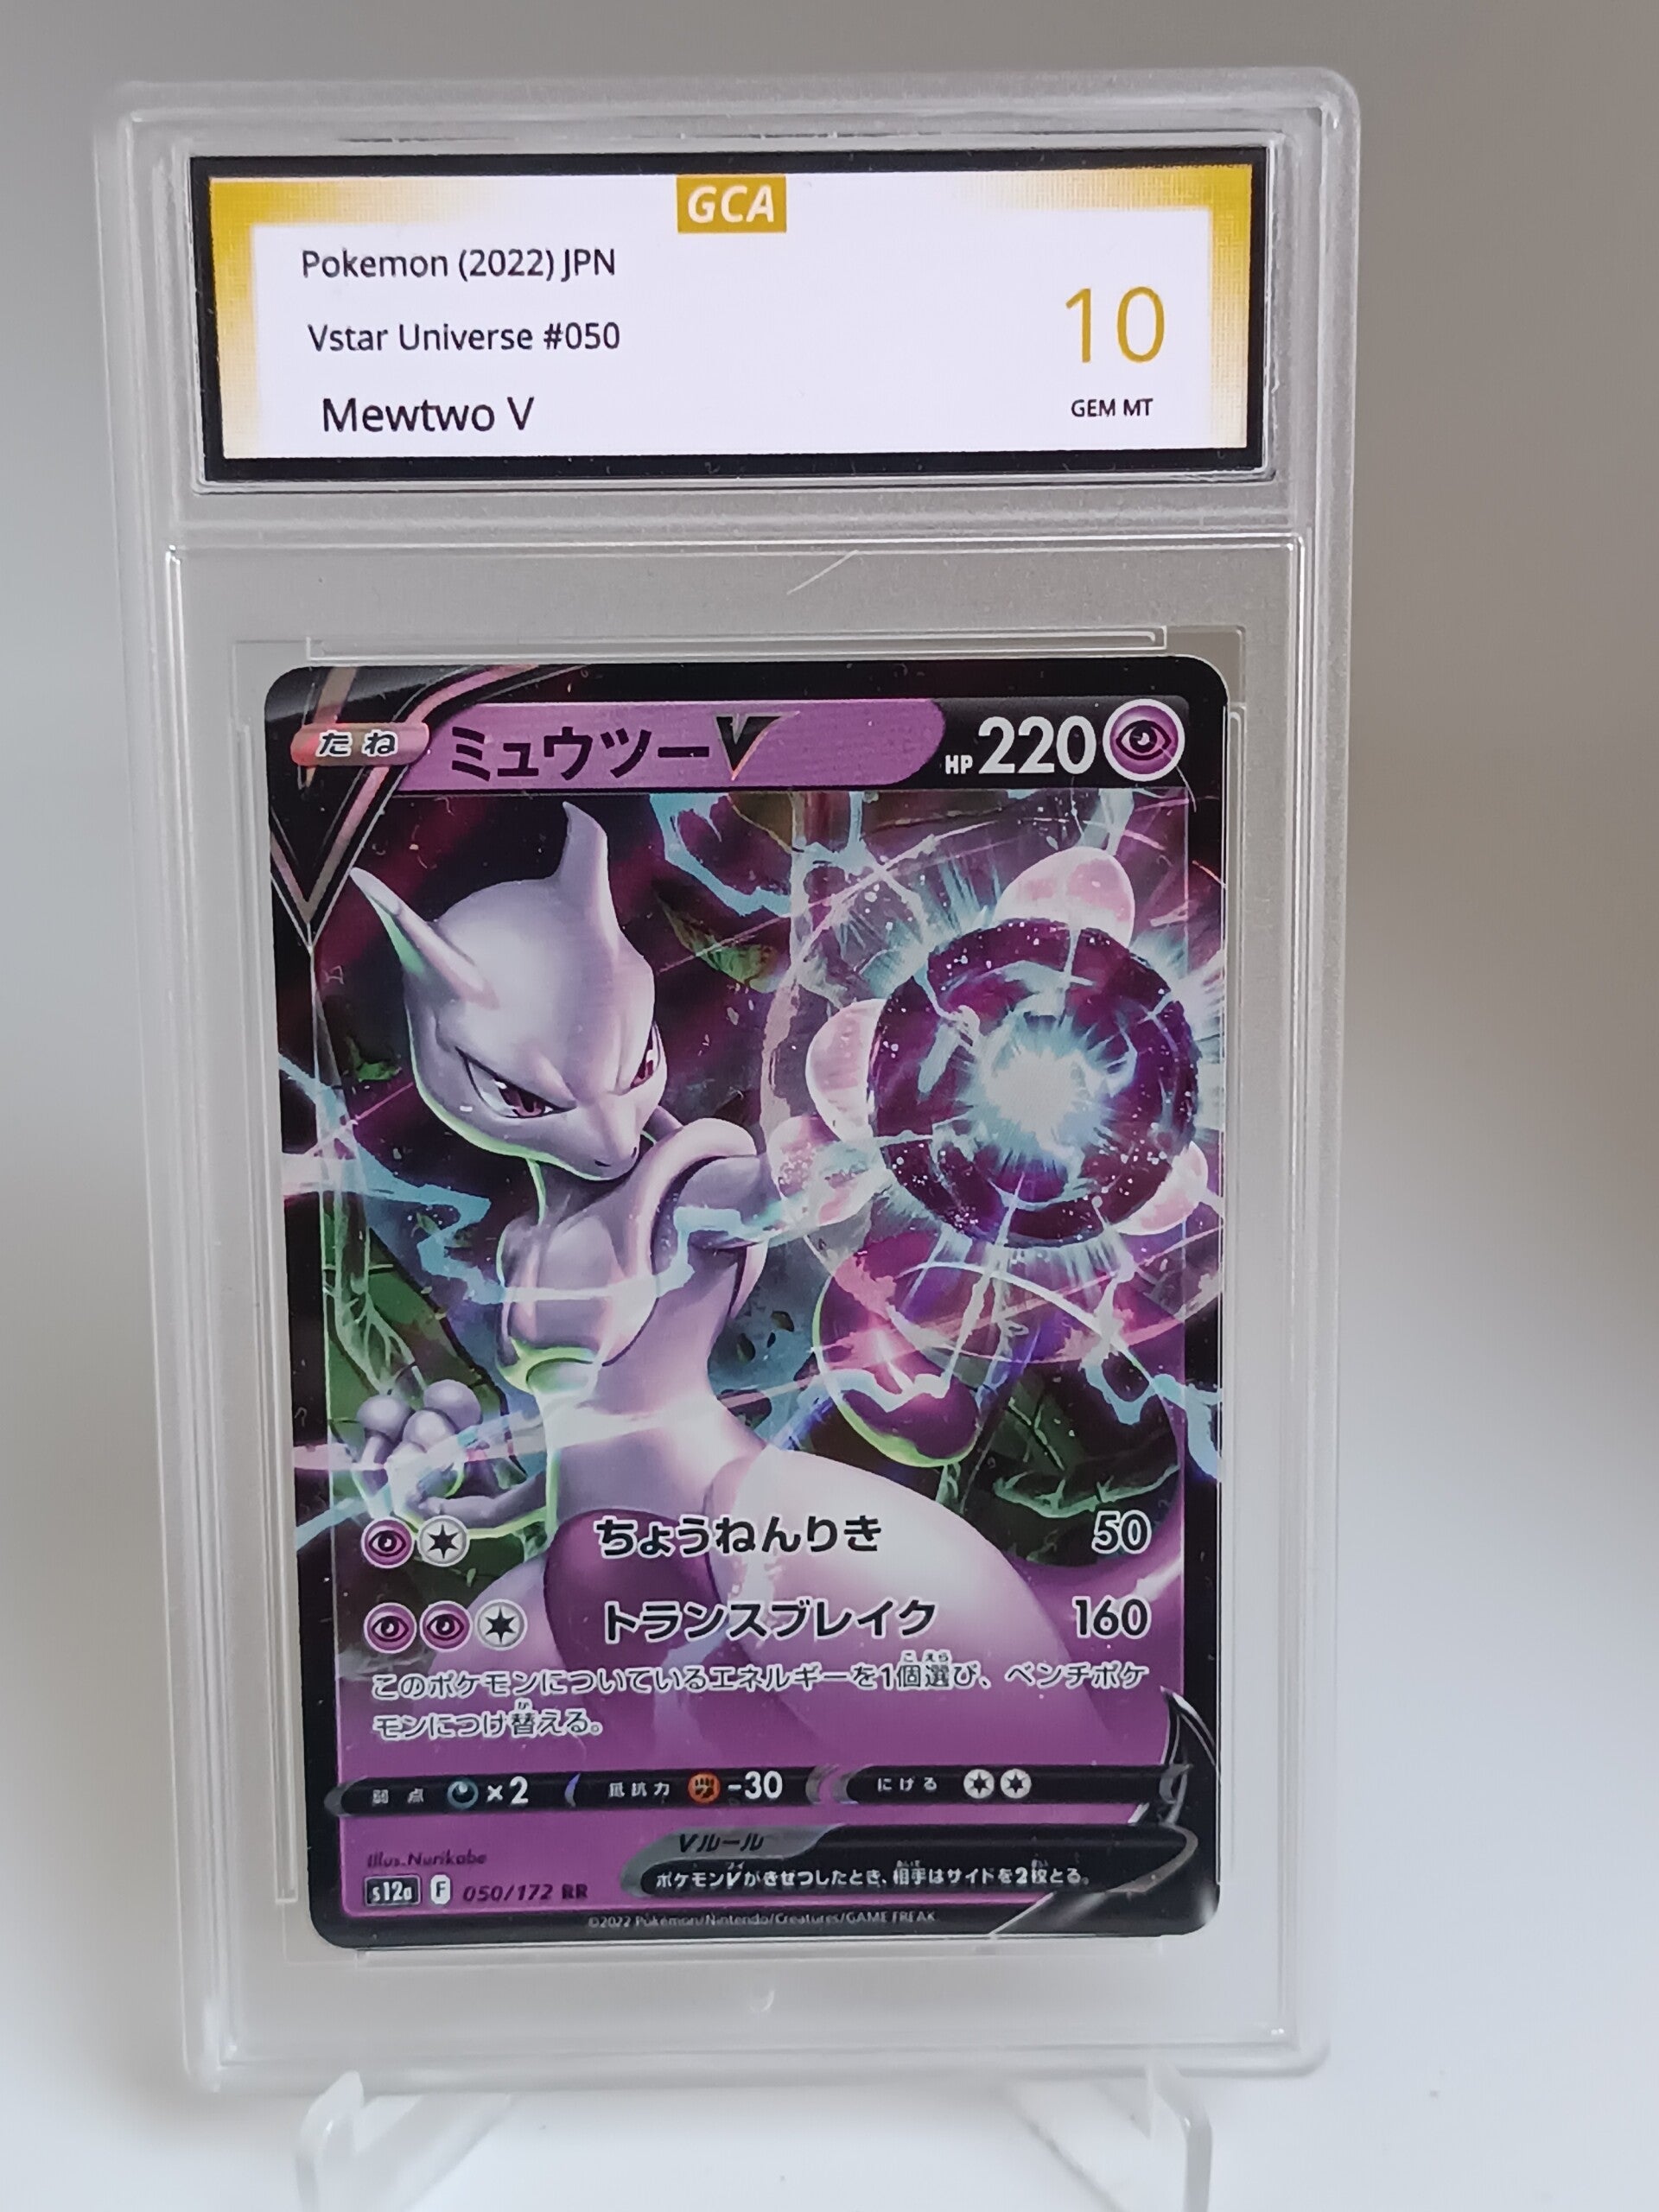 GCA
Pokemon (2022) JPN
Vstar Universe #050
10
Mewtwo V
GEM MT
たね
ミュウツーV
HP 220
ちょうねんりき 50
トランスブレイク 160
このポケモンについているエネルギーを1個選び、ベンチポケ
モンにつけ替える。
弱点 ×2 抵抗力 -30 にげる
Vルール
Illus.Nurikabe
ポケモンVがきぜつしたとき、相手はサイドを2枚とる。
s12a F 050/172 RR
©2022 Pokémon/Nintendo/Creatures/GAME FREAK